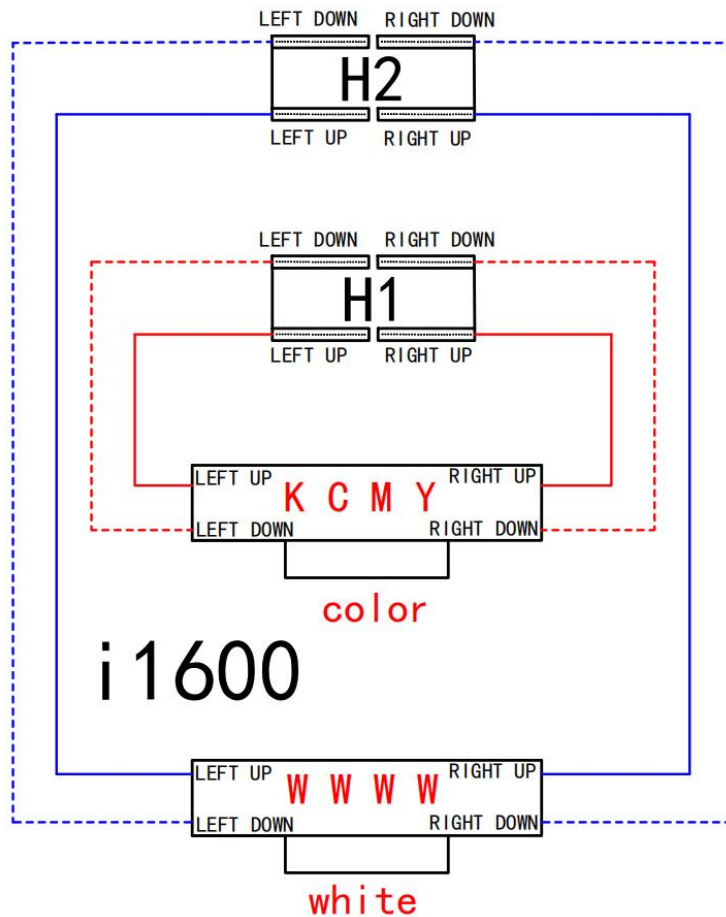 LEFT DOWN RIGHT DOWN
H2
LEFT UP RIGHT UP
LEFT DOWN RIGHT DOWN
H1
LEFT UP RIGHT UP
LEFT UP K C M Y RIGHT UP
LEFT DOWN RIGHT DOWN
color
i1600
LEFT UP W W W W RIGHT UP
LEFT DOWN RIGHT DOWN
white